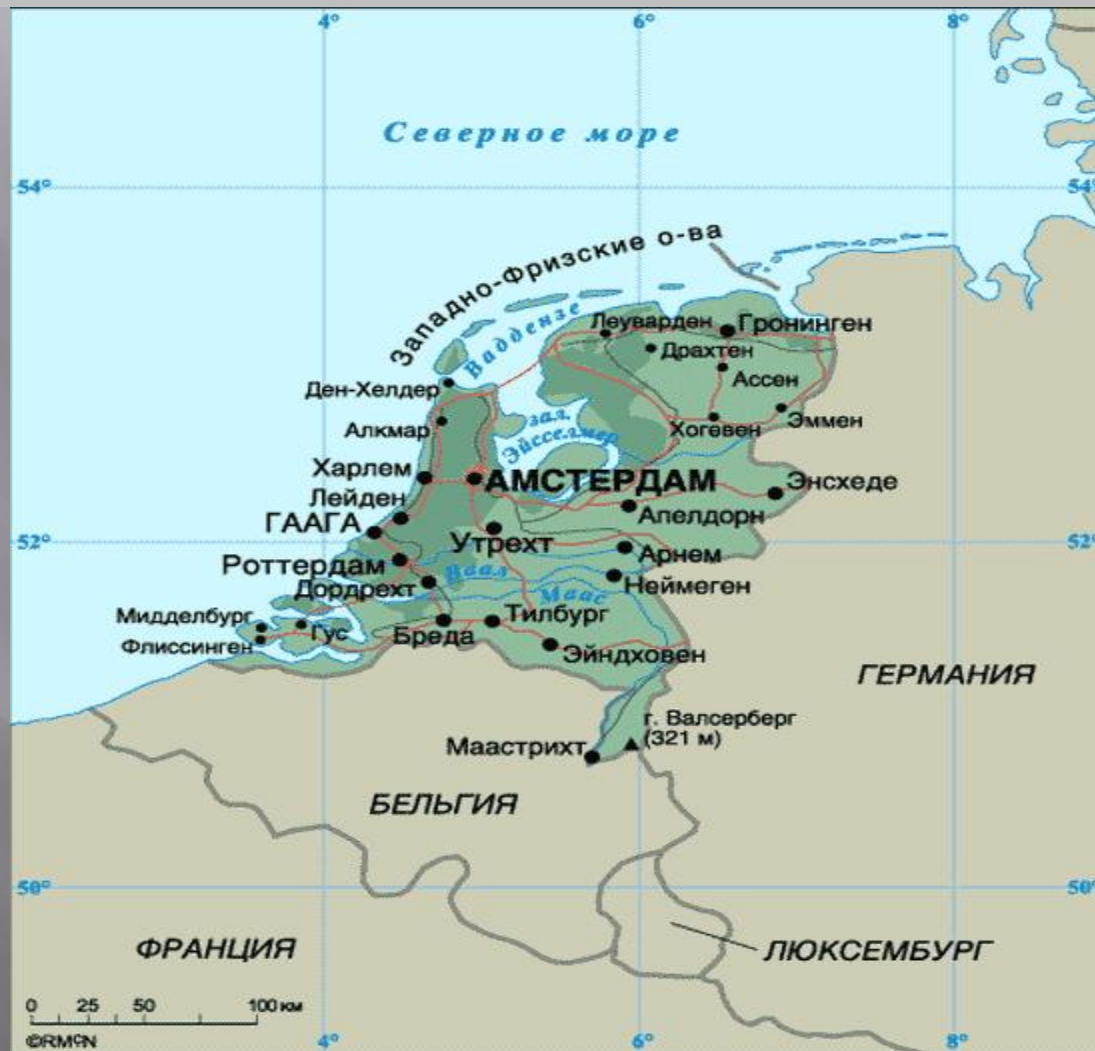 4° 6° 8°
Северное море
54° 54°
Западно-Фризские о-ва
Ваддензе
Леуварден Гронинген
Драхтен
Ассен
Ден-Хелдер
зал.
Эйсселмер
Хогевен Эммен
Алкмар
Харлем АМСТЕРДАМ Энсхеде
Лейден
Апелдорн
ГААГА
Утрехт
52° 52°
Арнем
Роттердам
Ваал
Дордрехт
Неймеген
Маас
Мидделбург Гус Бреда Тилбург
Флиссинген Эйндховен
ГЕРМАНИЯ
г. Валсерберг
(321 м)
Маастрихт
БЕЛЬГИЯ
50° 50°
ФРАНЦИЯ ЛЮКСЕМБУРГ
0 25 50 100 км
©RMᶜN
4° 6° 8°